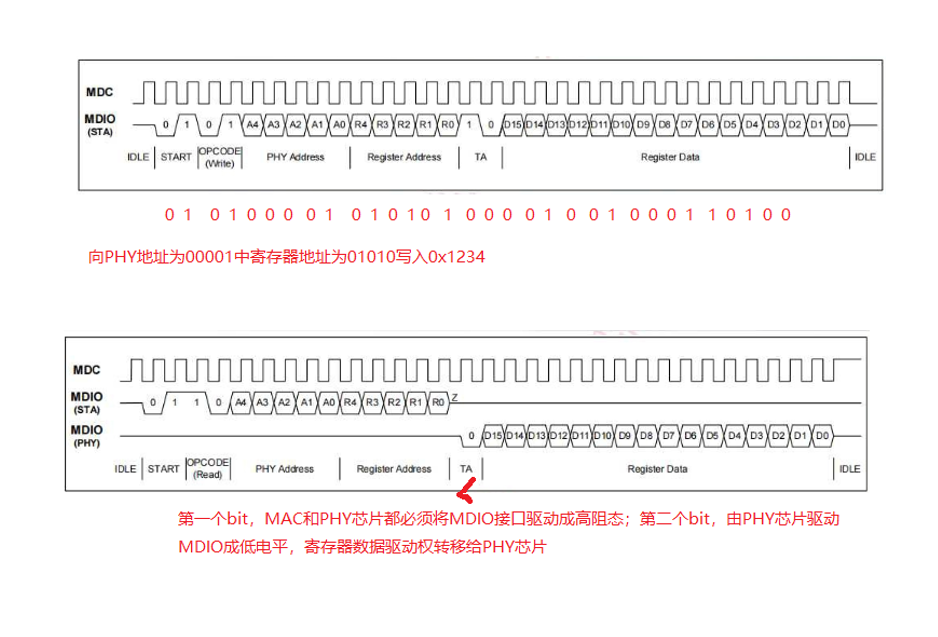 MDC
MDIO
(STA)
0 1 0 1 A4 A3 A2 A1 A0 R4 R3 R2 R1 R0 1 0 D15 D14 D13 D12 D11 D10 D9 D8 D7 D6 D5 D4 D3 D2 D1 D0
IDLE START OPCODE (Write) PHY Address Register Address TA Register Data IDLE
0 1 0 1 0 0 0 0 1 0 1 0 1 0 1 0 0 0 0 1 0 0 1 0 0 0 1 1 0 1 0 0
向PHY地址为00001中寄存器地址为01010写入0x1234
MDC
MDIO
(STA)
0 1 1 0 A4 A3 A2 A1 A0 R4 R3 R2 R1 R0 Z
MDIO
(PHY)
0 D15 D14 D13 D12 D11 D10 D9 D8 D7 D6 D5 D4 D3 D2 D1 D0
IDLE START OPCODE (Read) PHY Address Register Address TA Register Data IDLE
第一个bit，MAC和PHY芯片都必须将MDIO接口驱动成高阻态；第二个bit，由PHY芯片驱动
MDIO成低电平，寄存器数据驱动权转移给PHY芯片